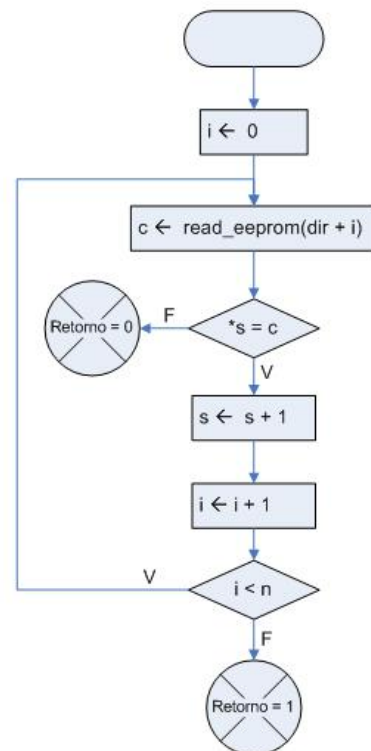 i ← 0
c ← read_eeprom(dir + i)
Retorno = 0
F
*s = c
V
s ← s + 1
i ← i + 1
V
i < n
F
Retorno = 1